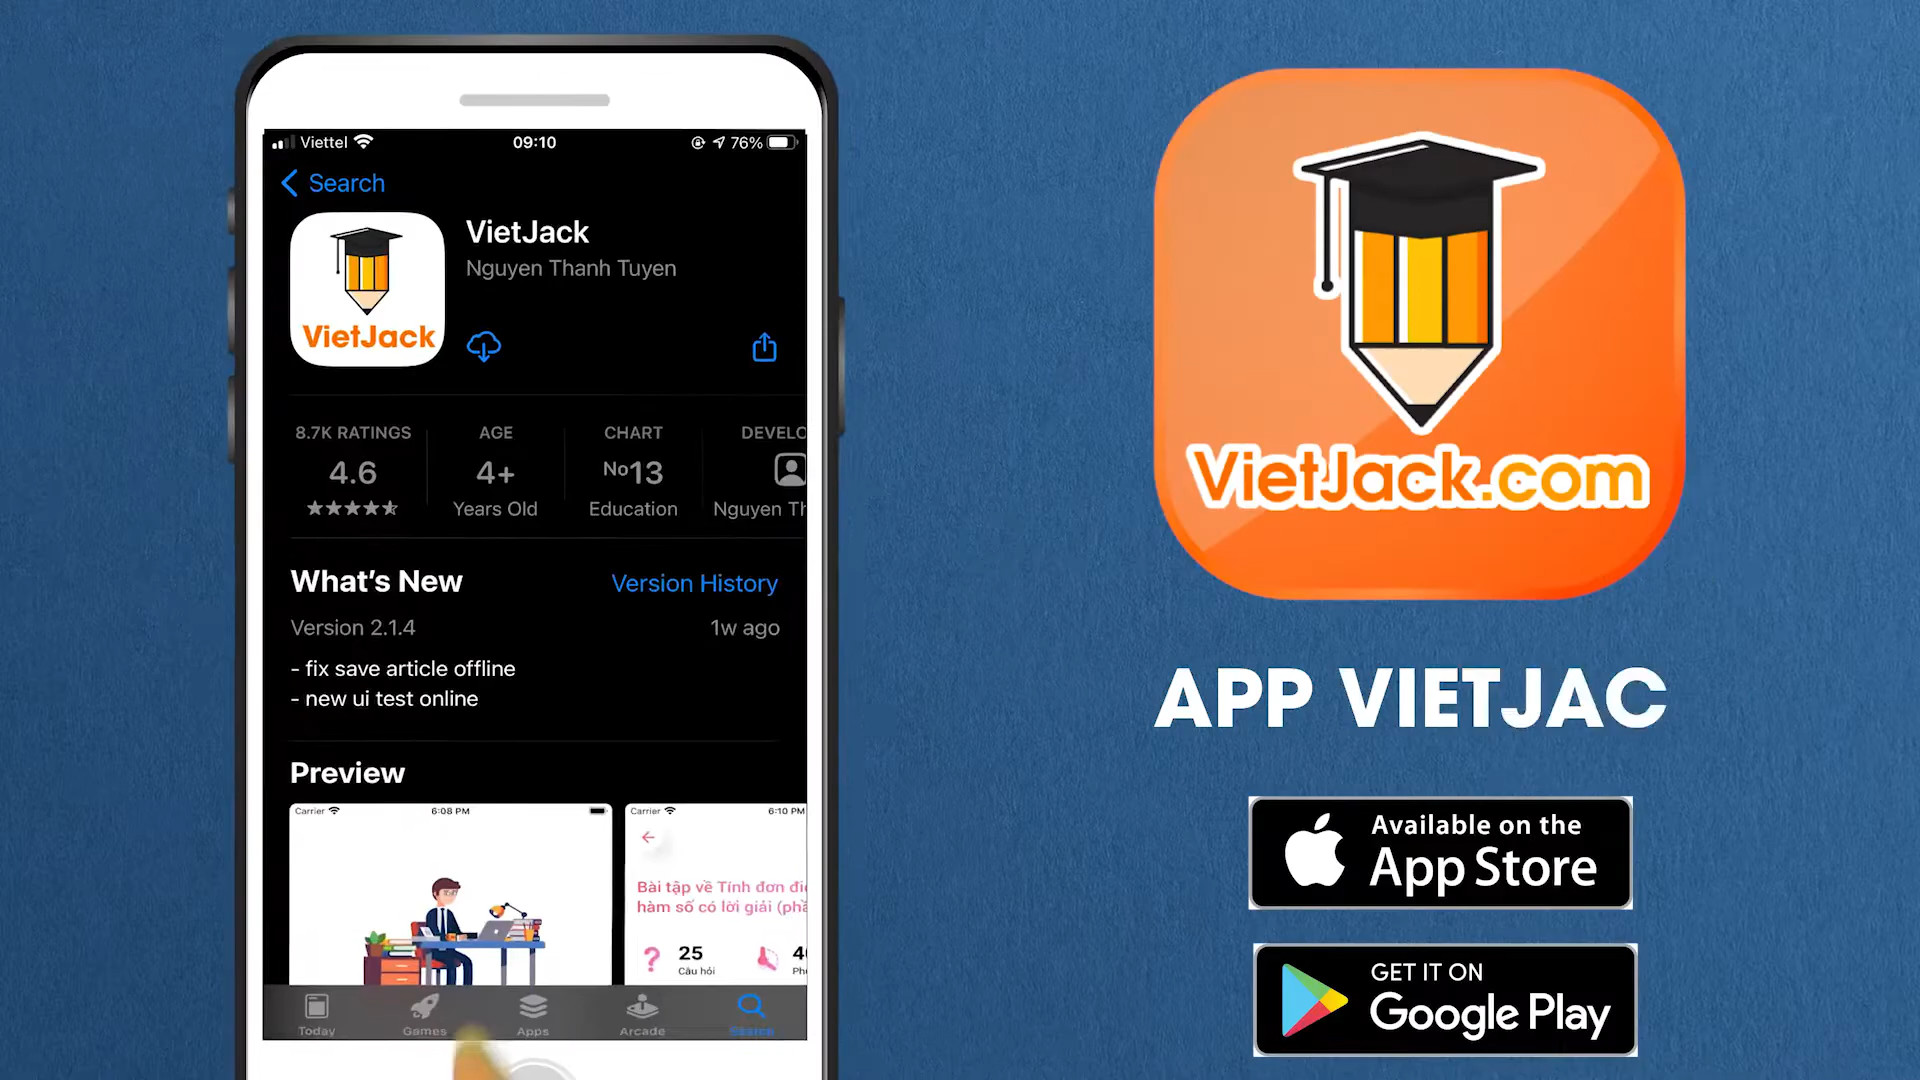 Viettel 09:10 76%
Search
VietJack
Nguyen Thanh Tuyen
VietJack
8.7K RATINGS AGE CHART DEVELO
4.6 4+ No13
Years Old Education Nguyen Th
What's New Version History
Version 2.1.4 1w ago
- fix save article offline
- new ui test online
Preview
Carrier 6:08 PM Carrier 6:10 PM
Bài tập về Tính đơn đi
hàm số có lời giải (ph
25
Câu hỏi
Today Games Apps Arcade Search
VietJack.com
APP VIETJAC
Available on the
App Store
GET IT ON
Google Play